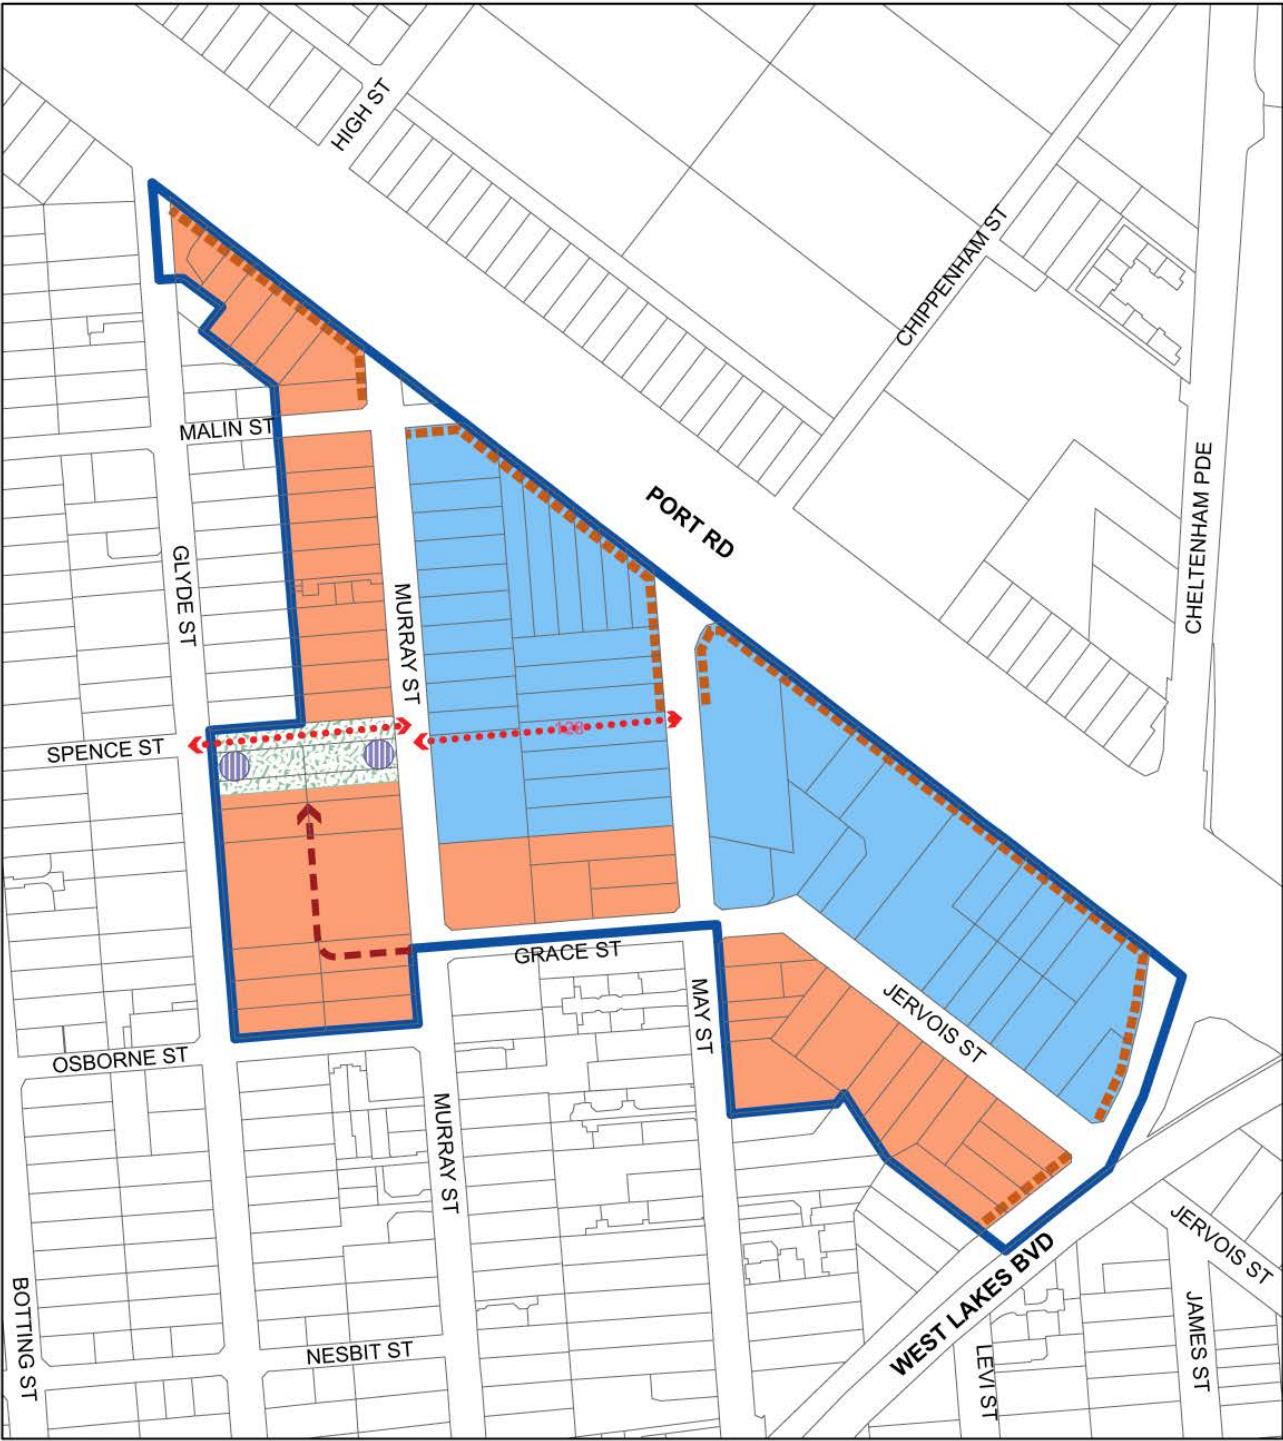 HIGH ST
CHIPPENHAM ST
MALIN ST
PORT RD
CHELTENHAM PDE
GLYDE ST
MURRAY ST
SPENCE ST
GRACE ST
MAY ST
JERVOIS ST
OSBORNE ST
MURRAY ST
JERVOIS ST
WEST LAKES BVD
BOTTING ST
NESBIT ST
LEVI ST
JAMES ST